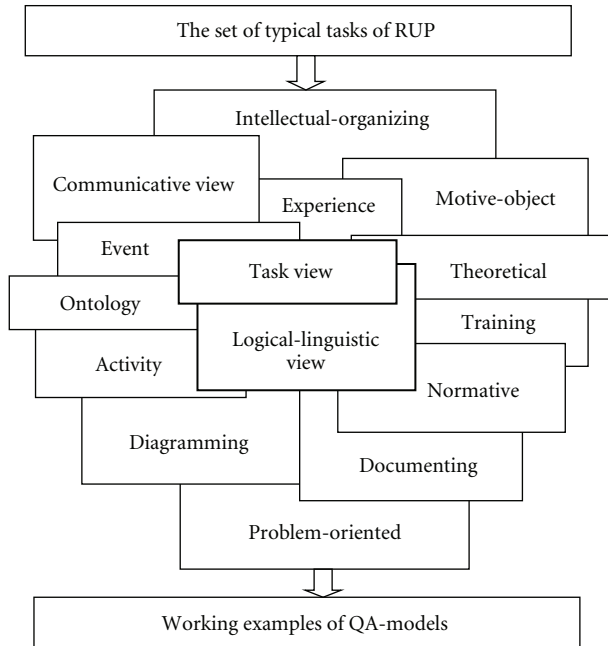 The set of typical tasks of RUP
Intellectual-organizing
Communicative view
Experience
Motive-object
Event
Task view
Theoretical
Ontology
Training
Logical-linguistic
view
Activity
Normative
Diagramming
Documenting
Problem-oriented
Working examples of QA-models